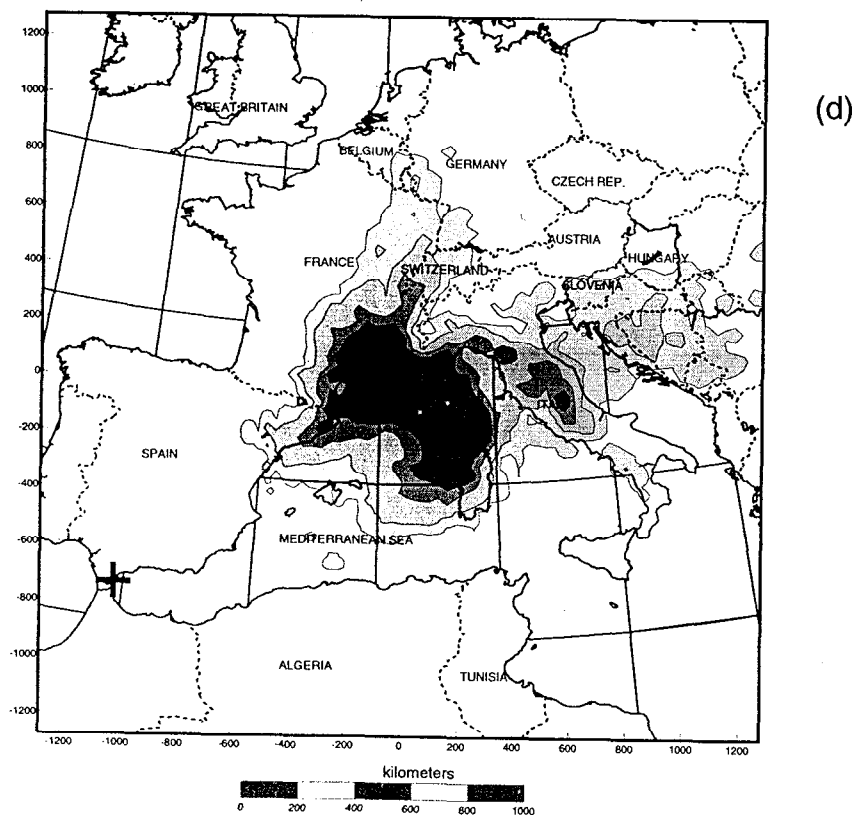 (d)
1200
1000
800
600
400
200
0
-200
-400
-600
-800
-1000
-1200
GREAT BRITAIN
BELGIUM
GERMANY
CZECH REP.
FRANCE
SWITZERLAND
AUSTRIA
HUNGARY
SLOVENIA
SPAIN
MEDITERRANEAN SEA
ALGERIA
TUNISIA
-1200 -1000 -800 -600 -400 -200 0 200 400 600 800 1000 1200
kilometers
0 200 400 600 800 1000